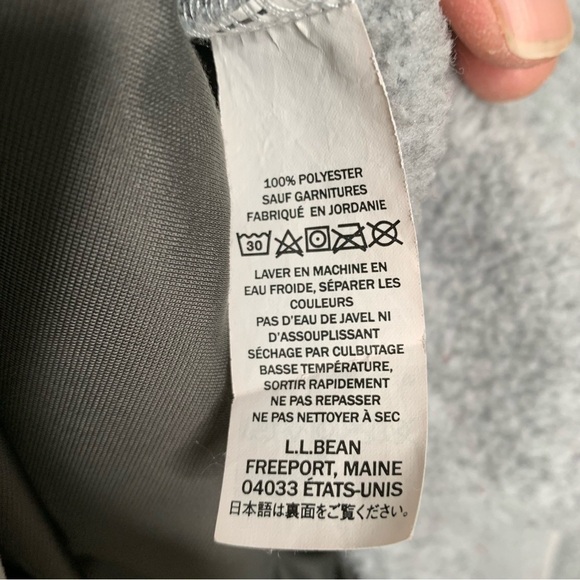 100% POLYESTER
SAUF GARNITURES
FABRIQUÉ EN JORDANIE
30
LAVER EN MACHINE EN
EAU FROIDE, SÉPARER LES
COULEURS
PAS D'EAU DE JAVEL NI
D'ASSOUPLISSANT
SÉCHAGE PAR CULBUTAGE
BASSE TEMPÉRATURE,
SORTIR RAPIDEMENT
NE PAS REPASSER
NE PAS NETTOYER À SEC
L.L.BEAN
FREEPORT, MAINE
04033 ÉTATS-UNIS
日本語は裏面をご覧ください。